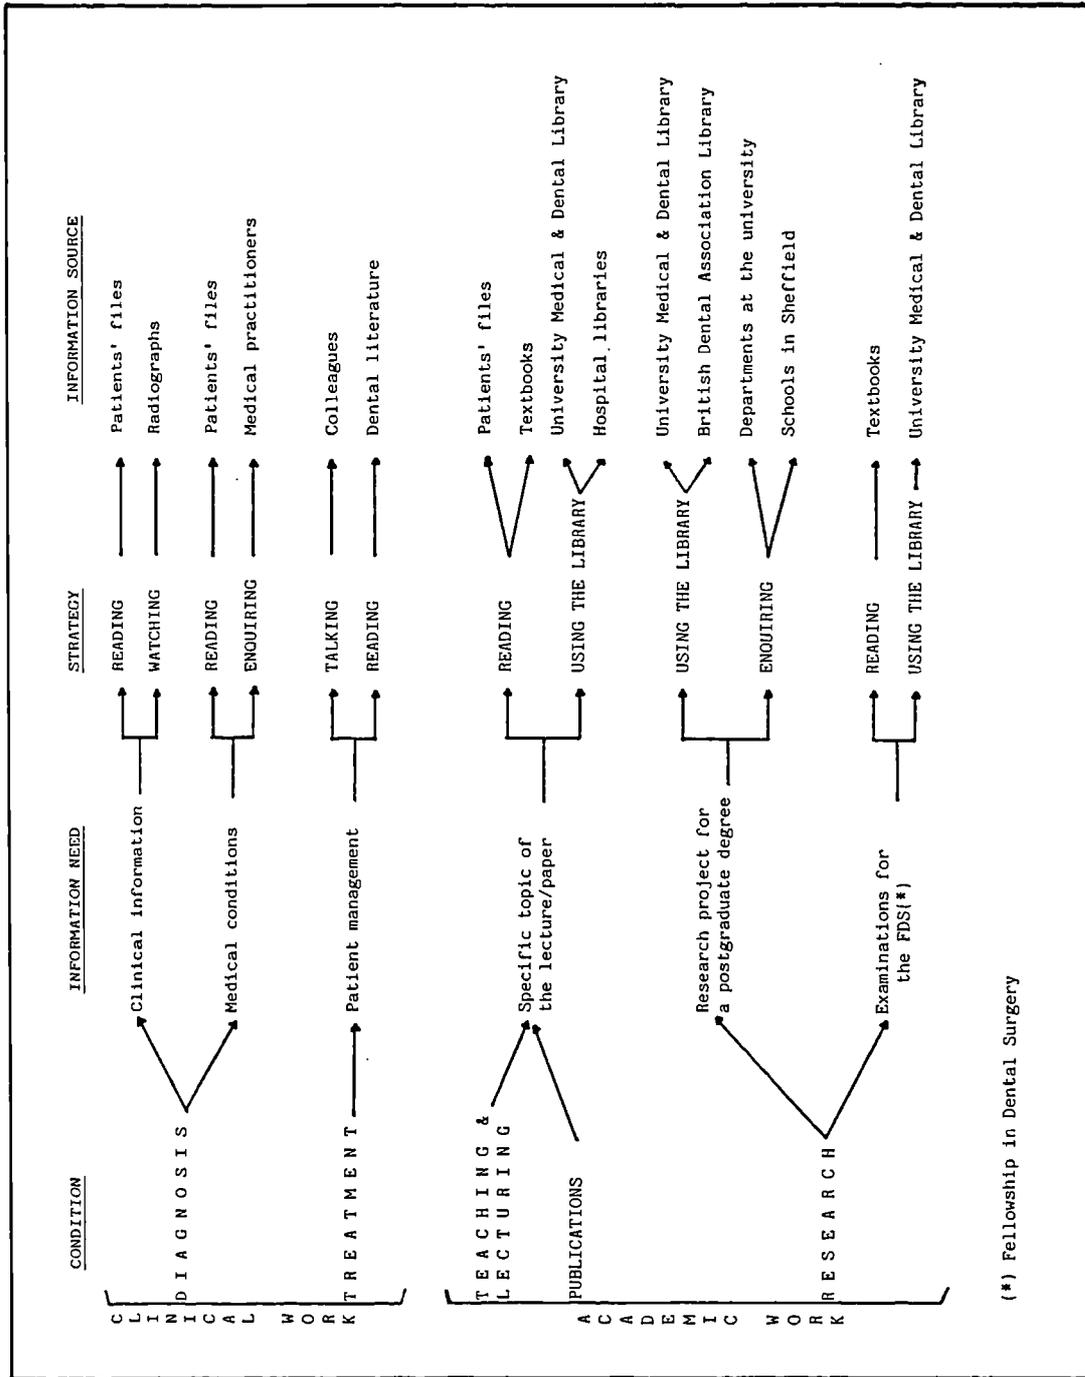 CONDITION
INFORMATION NEED
STRATEGY
INFORMATION SOURCE
CLINICAL WORK
DIAGNOSIS
Clinical information
READING
Patients' files
WATCHING
Radiographs
Medical conditions
READING
Patients' files
ENQUIRING
Medical practitioners
TREATMENT
Patient management
TALKING
Colleagues
READING
Dental literature
ACADEMIC WORK
TEACHING &
LECTURING
PUBLICATIONS
Specific topic of
the lecture/paper
READING
Patients' files
Textbooks
USING THE LIBRARY
University Medical & Dental Library
Hospital libraries
RESEARCH
Research project for
a postgraduate degree
USING THE LIBRARY
University Medical & Dental Library
British Dental Association Library
ENQUIRING
Departments at the university
Schools in Sheffield
Examinations for
the FDS(*)
READING
Textbooks
USING THE LIBRARY
University Medical & Dental Library
(*) Fellowship in Dental Surgery